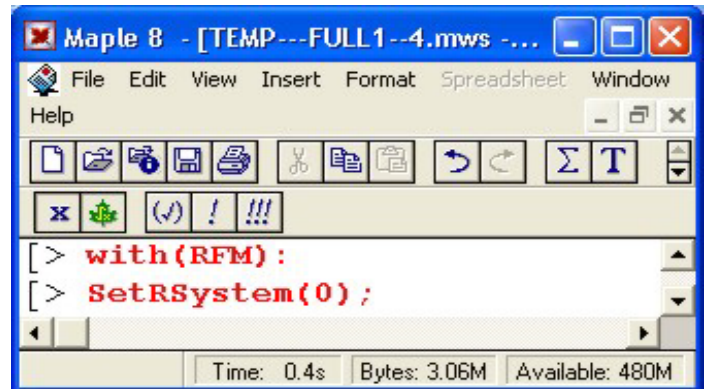 Maple 8 - [TEMP---FULL1--4.mws -...
File Edit View Insert Format Spreadsheet Window
Help
Σ T
x (√) ! !!!
[> with(RFM):
[> SetRSystem(0);
Time: 0.4s Bytes: 3.06M Available: 480M